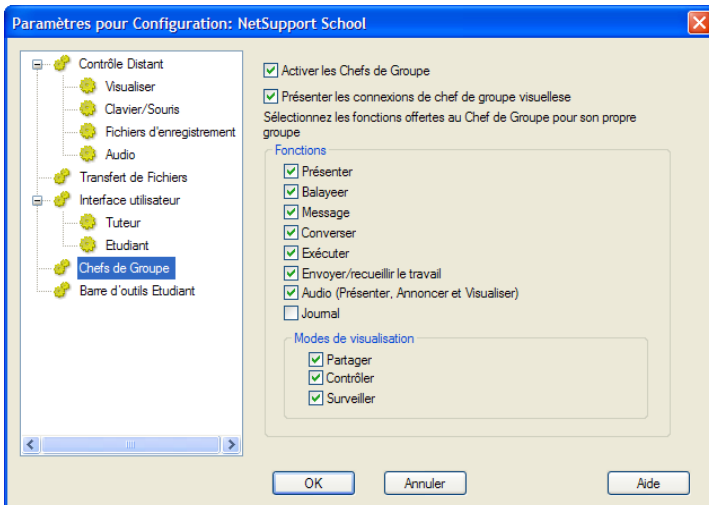 Paramètres pour Configuration: NetSupport School
Contrôle Distant
Visualiser
Clavier/Souris
Fichiers d'enregistrement
Audio
Transfert de Fichiers
Interface utilisateur
Tuteur
Etudiant
Chefs de Groupe
Barre d'outils Etudiant
Activer les Chefs de Groupe
Présenter les connexions de chef de groupe visuellese
Sélectionnez les fonctions offertes au Chef de Groupe pour son propre
groupe
Fonctions
Présenter
Balayeer
Message
Converser
Exécuter
Envoyer/recueillir le travail
Audio (Présenter, Annoncer et Visualiser)
Journal
Modes de visualisation
Partager
Contrôler
Surveiller
OK
Annuler
Aide